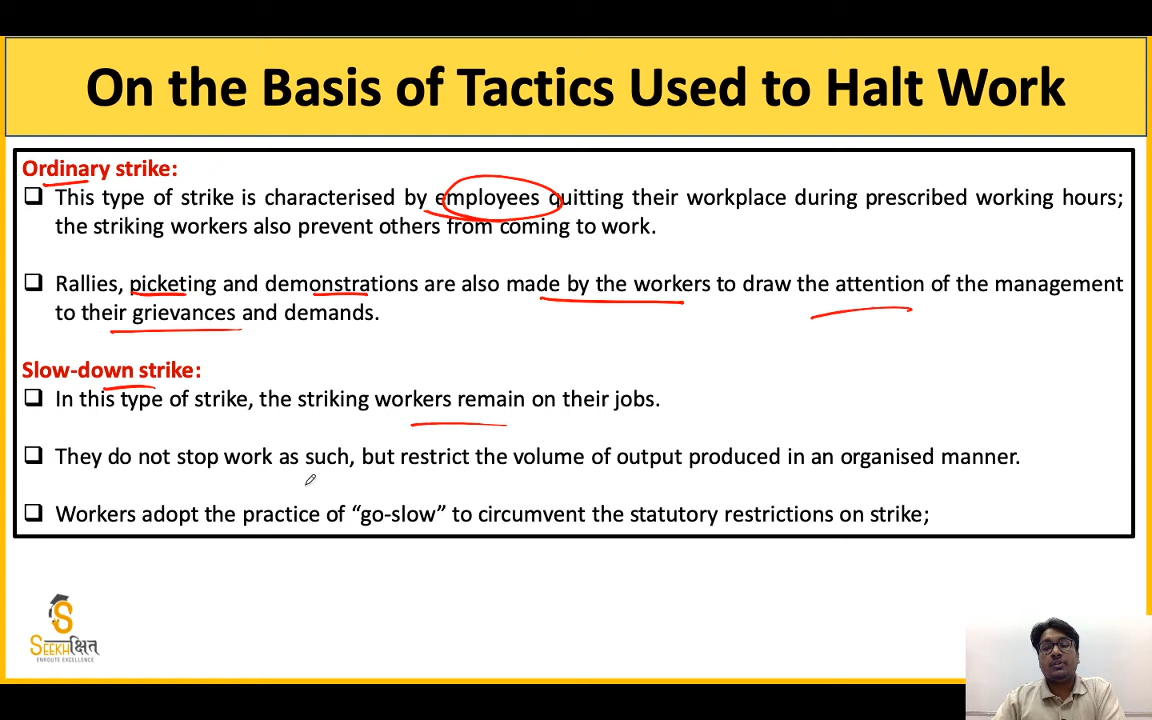 On the Basis of Tactics Used to Halt Work
Ordinary strike:
❑ This type of strike is characterised by employees quitting their workplace during prescribed working hours;
the striking workers also prevent others from coming to work.
❑ Rallies, picketing and demonstrations are also made by the workers to draw the attention of the management
to their grievances and demands.
Slow-down strike:
❑ In this type of strike, the striking workers remain on their jobs.
❑ They do not stop work as such, but restrict the volume of output produced in an organised manner.
❑ Workers adopt the practice of “go-slow” to circumvent the statutory restrictions on strike;
S
SEEKHक्षित
ENROUTE EXCELLENCE